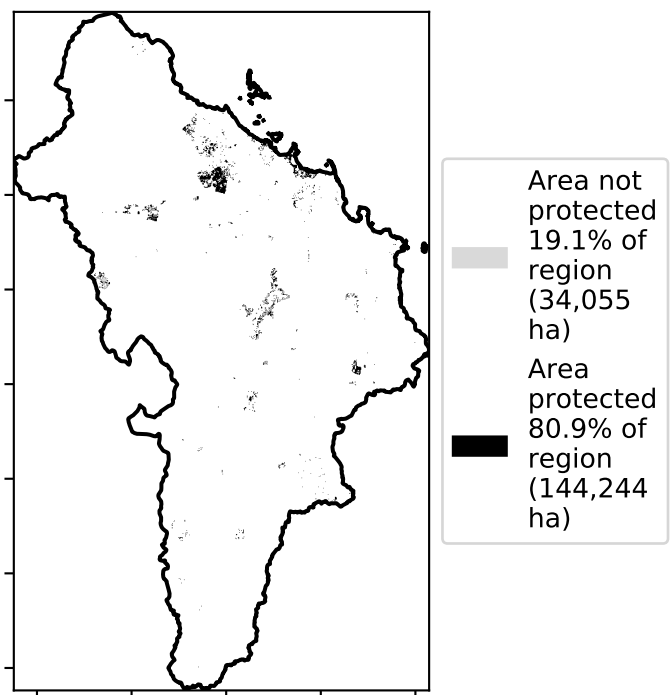 Area not
protected
19.1% of
region
(34,055
ha)
Area
protected
80.9% of
region
(144,244
ha)